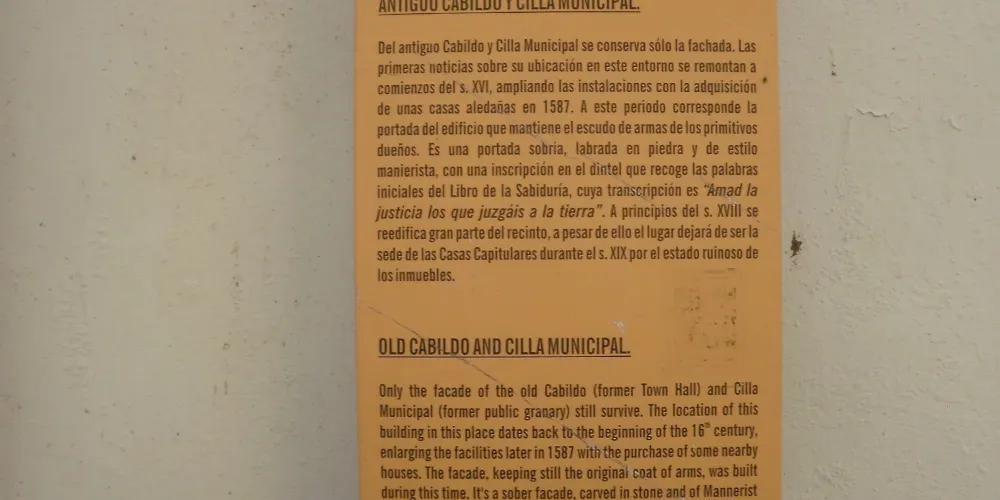 ANTIGUO CABILDO Y CILLA MUNICIPAL.
Del antiguo Cabildo y Cilla Municipal se conserva sólo la fachada. Las
primeras noticias sobre su ubicación en este entorno se remontan a
comienzos del s. XVI, ampliando las instalaciones con la adquisición
de unas casas aledañas en 1587. A este periodo corresponde la
portada del edificio que mantiene el escudo de armas de los primitivos
dueños. Es una portada sobria, labrada en piedra y de estilo
manierista, con una inscripción en el dintel que recoge las palabras
iniciales del Libro de la Sabiduría, cuya transcripción es “Amad la
justicia los que juzgáis a la tierra”. A principios del s. XVIII se
reedifica gran parte del recinto, a pesar de ello el lugar dejará de ser la
sede de las Casas Capitulares durante el s. XIX por el estado ruinoso de
los inmuebles.
OLD CABILDO AND CILLA MUNICIPAL.
Only the facade of the old Cabildo (former Town Hall) and Cilla
Municipal (former public granary) still survive. The location of this
building in this place dates back to the beginning of the 16th century,
enlarging the facilities later in 1587 with the purchase of some nearby
houses. The facade, keeping still the original coat of arms, was built
during this time. It's a sober facade, carved in stone and of Mannerist